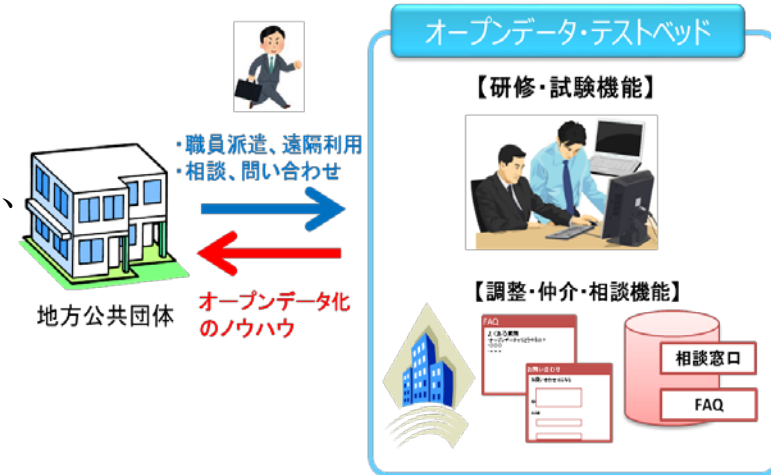 オープンデータ・テストベッド
【研修・試験機能】
・職員派遣、遠隔利用
・相談、問い合わせ
、
地方公共団体
オープンデータ化
のノウハウ
【調整・仲介・相談機能】
FAQ
よくある質問
お問い合わせ
相談窓口
FAQ